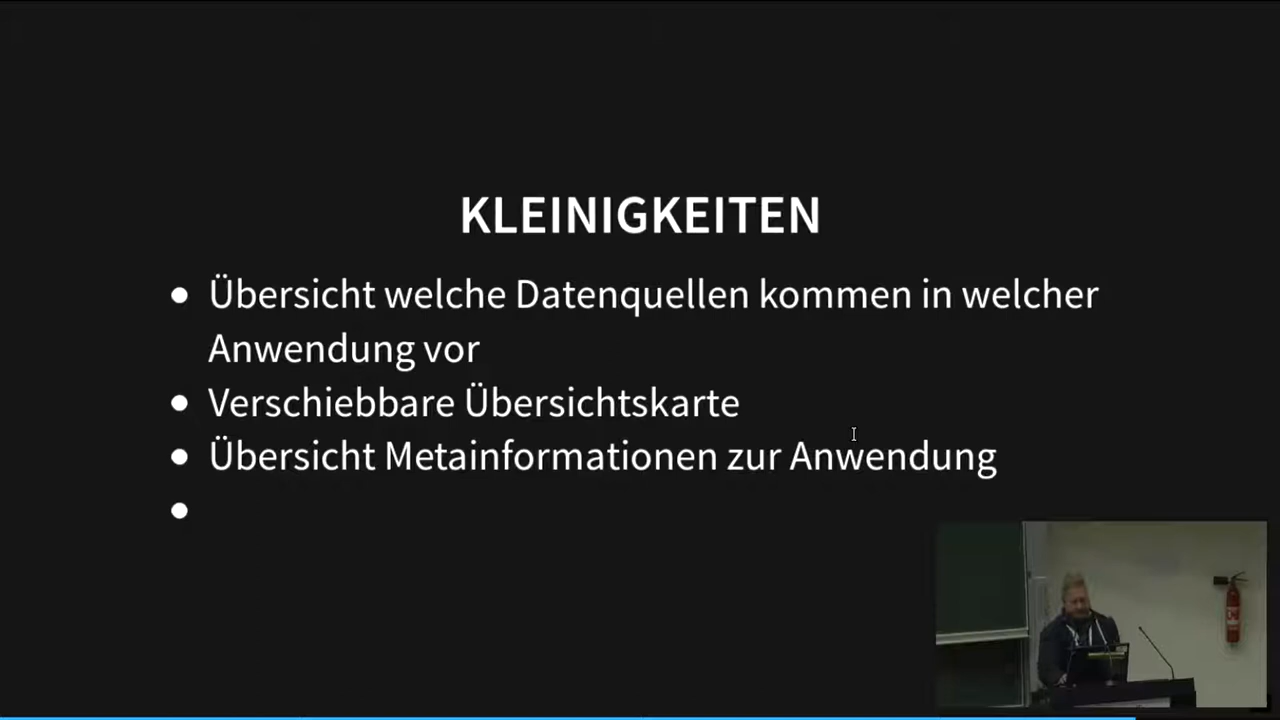 KLEINIGKEITEN
• Übersicht welche Datenquellen kommen in welcher
Anwendung vor
• Verschiebbare Übersichtskarte
• Übersicht Metainformationen zur Anwendung
•